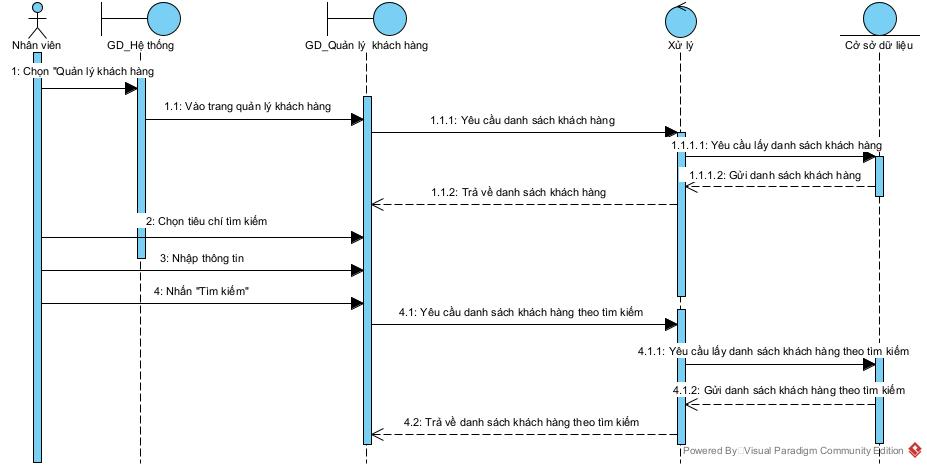 Nhân viên
GD_Hệ thống
GD_Quản lý khách hàng
Xử lý
Cở sở dữ liệu
1: Chọn "Quản lý khách hàng
1.1: Vào trang quản lý khách hàng
1.1.1: Yêu cầu danh sách khách hàng
1.1.1.1: Yêu cầu lấy danh sách khách hàng
1.1.1.2: Gửi danh sách khách hàng
1.1.2: Trả về danh sách khách hàng
2: Chọn tiêu chí tìm kiếm
3: Nhập thông tin
4: Nhấn "Tìm kiếm"
4.1: Yêu cầu danh sách khách hàng theo tìm kiếm
4.1.1: Yêu cầu lấy danh sách khách hàng theo tìm kiếm
4.1.2: Gửi danh sách khách hàng theo tìm kiếm
4.2: Trả về danh sách khách hàng theo tìm kiếm
Powered By Visual Paradigm Community Edition